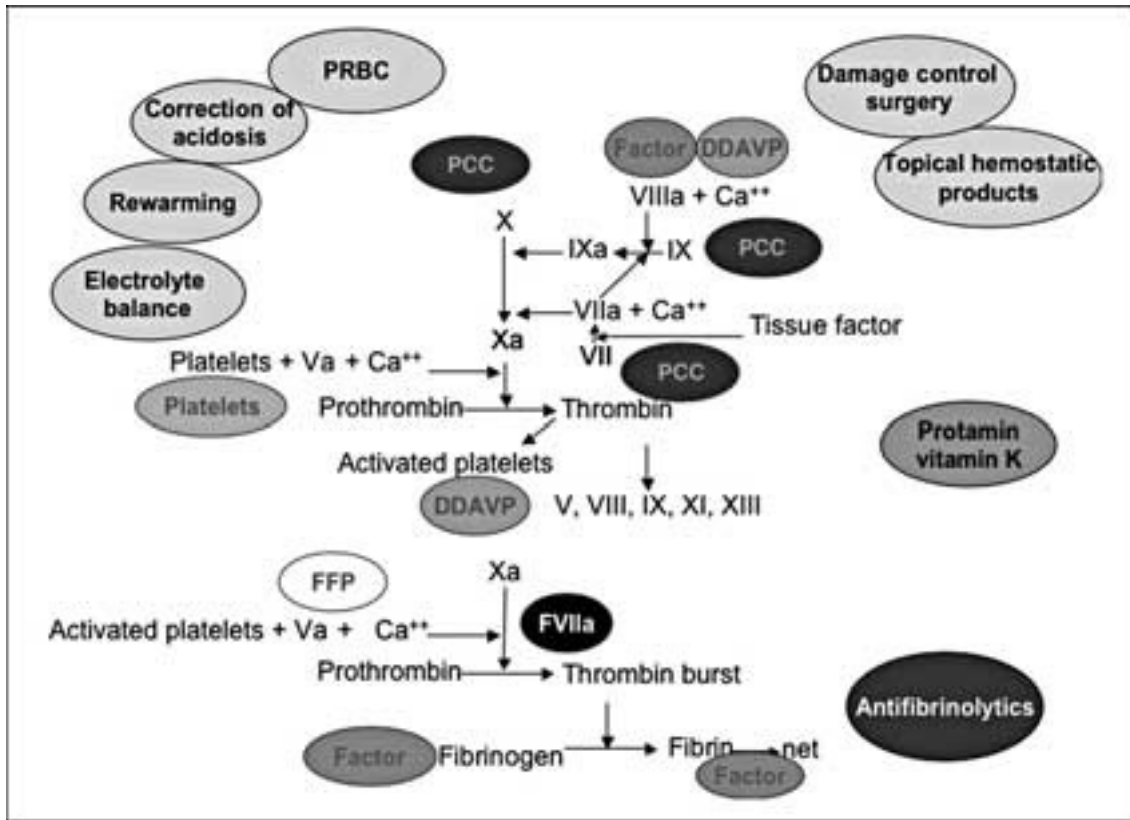 PRBC
Correction of
acidosis
Rewarming
Electrolyte
balance
Damage control
surgery
Topical hemostatic
products
PCC
Factor
DDAVP
VIIIa + Ca++
X
IXa
IX
PCC
VIIa + Ca++
Tissue factor
Xa
VII
PCC
Platelets + Va + Ca++
Platelets
Prothrombin
Thrombin
Protamin
vitamin K
Activated platelets
DDAVP
V, VIII, IX, XI, XIII
FFP
Xa
FVIIa
Activated platelets + Va + Ca++
Prothrombin
Thrombin burst
Antifibrinolytics
Factor
Fibrinogen
Fibrin
net
Factor